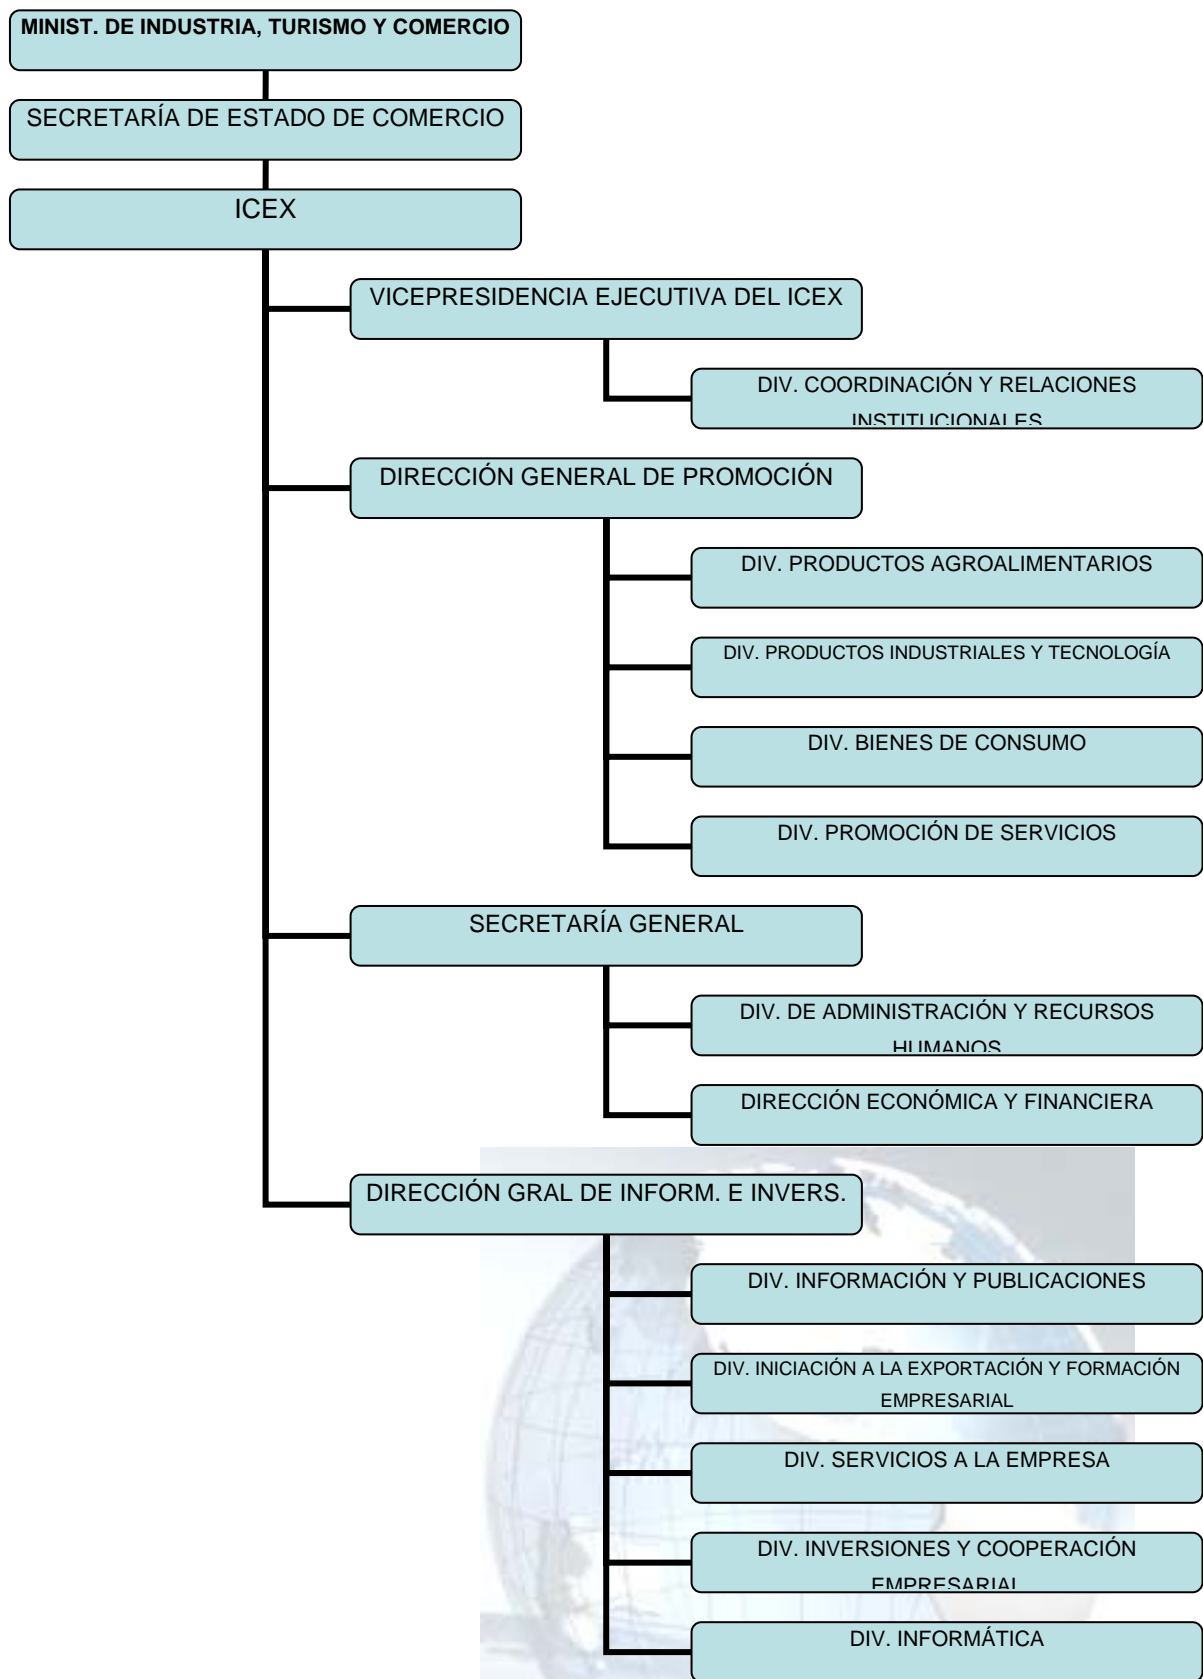 MINIST. DE INDUSTRIA, TURISMO Y COMERCIO
SECRETARÍA DE ESTADO DE COMERCIO
ICEX
VICEPRESIDENCIA EJECUTIVA DEL ICEX
DIV. COORDINACIÓN Y RELACIONES
INSTITUCIONALES
DIRECCIÓN GENERAL DE PROMOCIÓN
DIV. PRODUCTOS AGROALIMENTARIOS
DIV. PRODUCTOS INDUSTRIALES Y TECNOLOGÍA
DIV. BIENES DE CONSUMO
DIV. PROMOCIÓN DE SERVICIOS
SECRETARÍA GENERAL
DIV. DE ADMINISTRACIÓN Y RECURSOS
HUMANOS
DIRECCIÓN ECONÓMICA Y FINANCIERA
DIRECCIÓN GRAL DE INFORM. E INVERS.
DIV. INFORMACIÓN Y PUBLICACIONES
DIV. INICIACIÓN A LA EXPORTACIÓN Y FORMACIÓN
EMPRESARIAL
DIV. SERVICIOS A LA EMPRESA
DIV. INVERSIONES Y COOPERACIÓN
EMPRESARIAL
DIV. INFORMÁTICA